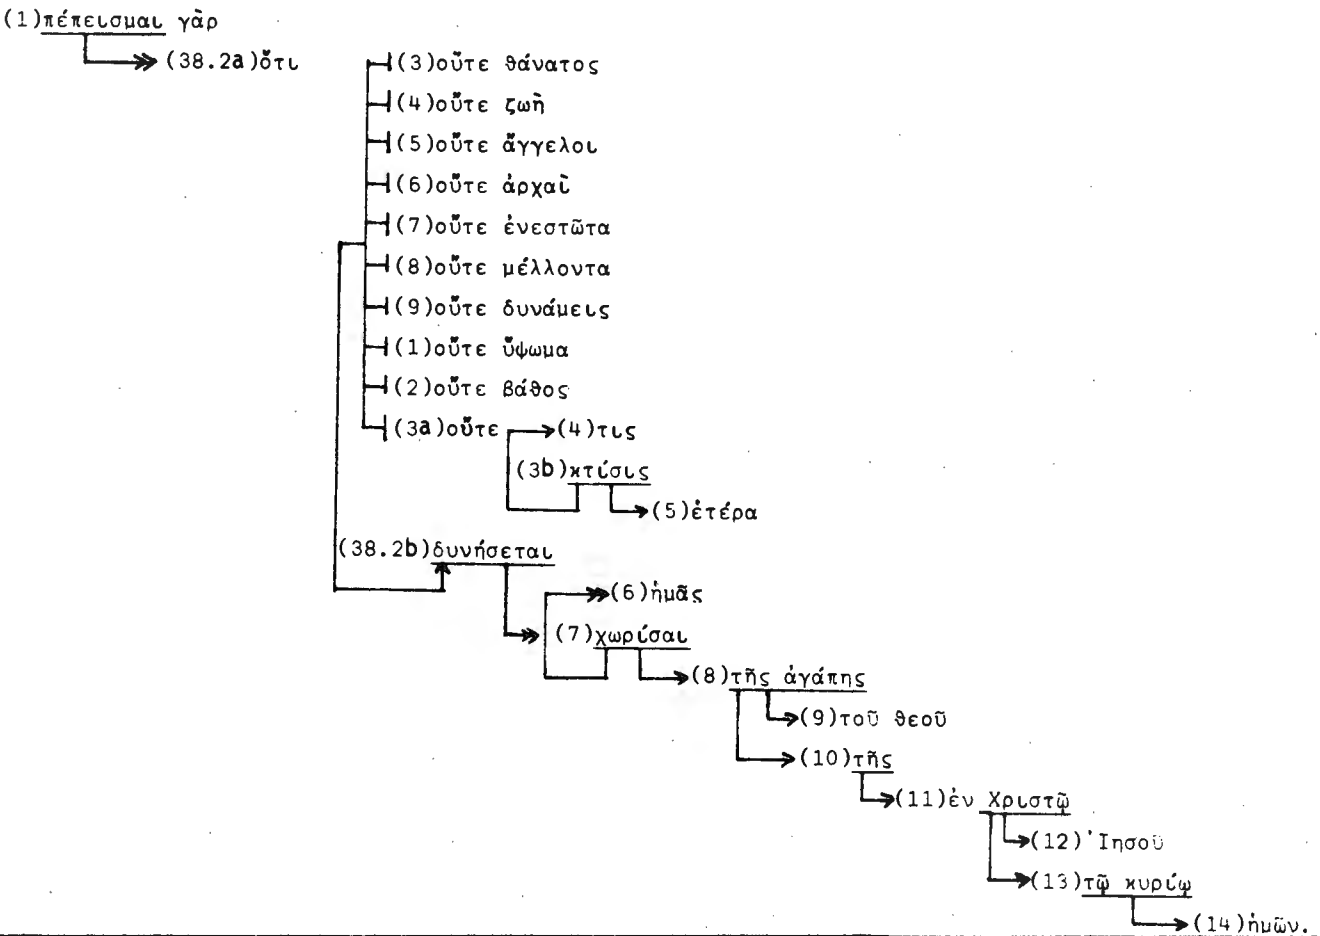 (1)πέπεισμαι γὰρ
(38.2a)ὅτι
(3)οὔτε θάνατος
(4)οὔτε ζωὴ
(5)οὔτε ἄγγελοι
(6)οὔτε ἀρχαὶ
(7)οὔτε ἐνεστῶτα
(8)οὔτε μέλλοντα
(9)οὔτε δυνάμεις
(1)οὔτε ὕψωμα
(2)οὔτε βάθος
(3a)οὔτε (4)τις
(3b)κτίσις
(5)ἑτέρα
(38.2b)δυνήσεται
(6)ἡμᾶς
(7)χωρίσαι
(8)τῆς ἀγάπης
(9)τοῦ θεοῦ
(10)τῆς
(11)ἐν Χριστῷ
(12)Ἰησοῦ
(13)τῷ κυρίῳ
(14)ἡμῶν.